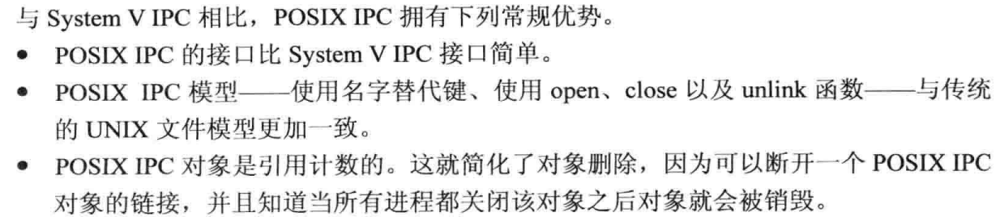 与 System V IPC 相比，POSIX IPC 拥有下列常规优势。
● POSIX IPC 的接口比 System V IPC 接口简单。
● POSIX IPC 模型——使用名字替代键、使用 open、close 以及 unlink 函数——与传统
的 UNIX 文件模型更加一致。
● POSIX IPC 对象是引用计数的。这就简化了对象删除，因为可以断开一个 POSIX IPC
对象的链接，并且知道当所有进程都关闭该对象之后对象就会被销毁。